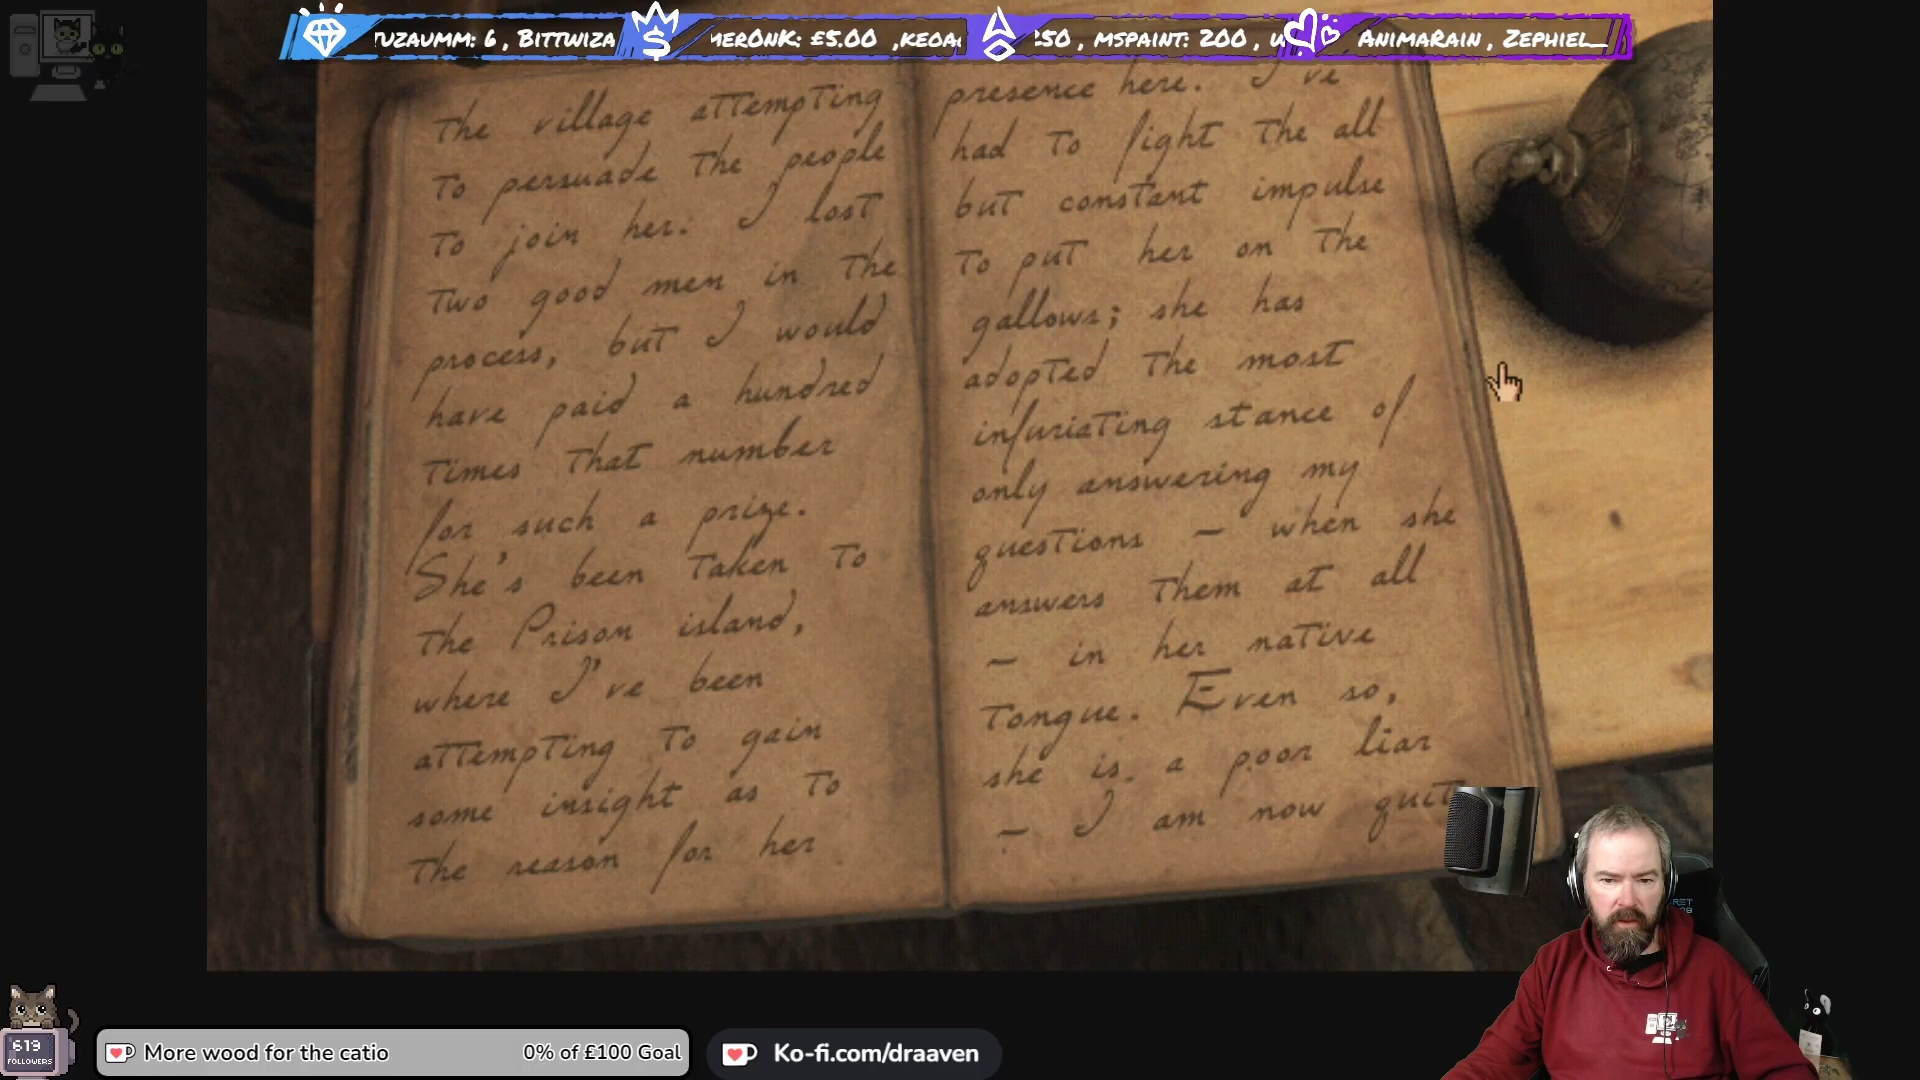 TUZAUMM: 6 , BITTWIZA
MER0NK: £5.00 ,KEOA
:50 , MSPAINT: 200 , U
ANIMARAIN , ZEPHIEL_
the village attempting
to persuade the people
to join her. I lost
two good men in the
process, but I would
have paid a hundred
times that number
for such a prize.
She's been taken to
the Prison island,
where I've been
attempting to gain
some insight as to
the reason for her
presence here. I've
had to fight the all
but constant impulse
to put her on the
gallows; she has
adopted the most
infuriating stance of
only answering my
questions – when she
answers them at all
– in her native
tongue. Even so,
she is a poor liar
– I am now quit
619
FOLLOWERS
More wood for the catio
0% of £100 Goal
Ko-fi.com/draaven